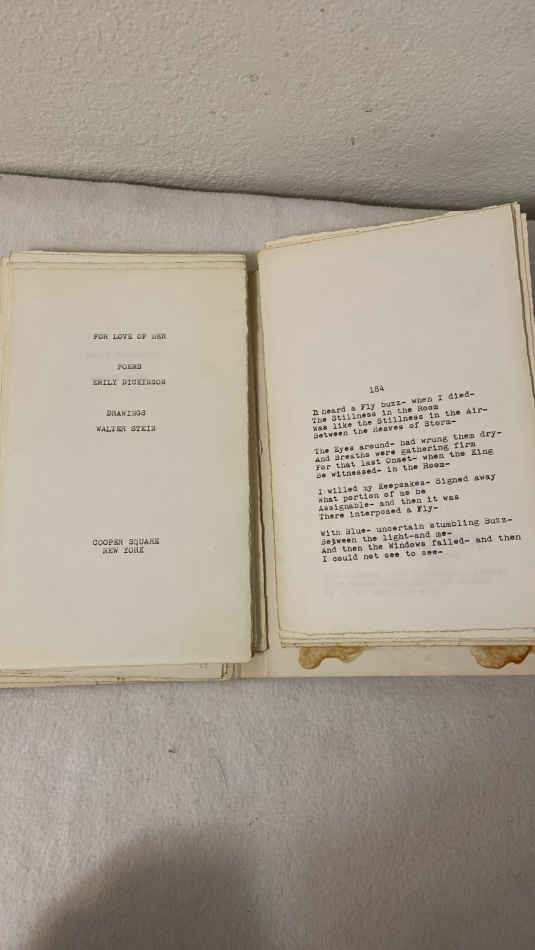 FOR LOVE OF HER
POEMS
EMILY DICKINSON
DRAWINGS
WALTER STEIN
COOPER SQUARE
NEW YORK
184
I heard a Fly buzz- when I died-
The Stillness in the Room
Was like the Stillness in the Air-
Between the Heaves of Storm-
The Eyes around- had wrung them dry-
And Breaths were gathering firm
For that last Onset- when the King
Be witnessed- in the Room-
I willed my Keepsakes- Signed away
What portion of me be
Assignable- and then it was
There interposed a Fly-
With Blue- uncertain stumbling Buzz-
Between the light-and me-
And then the Windows failed- and then
I could not see to see-